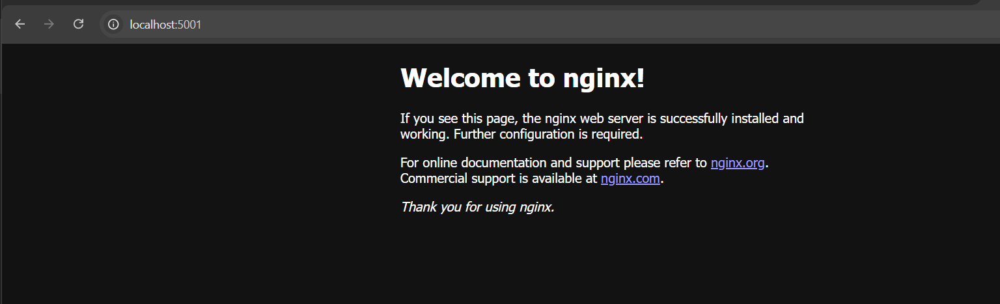 localhost:5001
Welcome to nginx!
If you see this page, the nginx web server is successfully installed and
working. Further configuration is required.
For online documentation and support please refer to nginx.org.
Commercial support is available at nginx.com.
Thank you for using nginx.